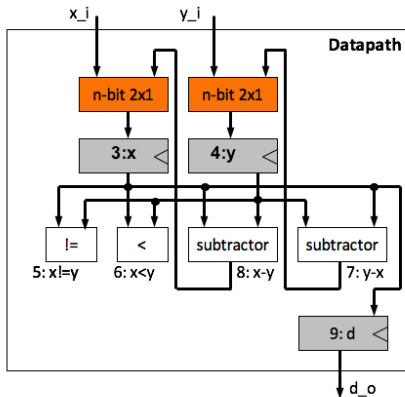 x_i
y_i
Datapath
n-bit 2x1
n-bit 2x1
3:x
4:y
!=
<
subtractor
subtractor
5: x!=y
6: x<y
8: x-y
7: y-x
9: d
d_o